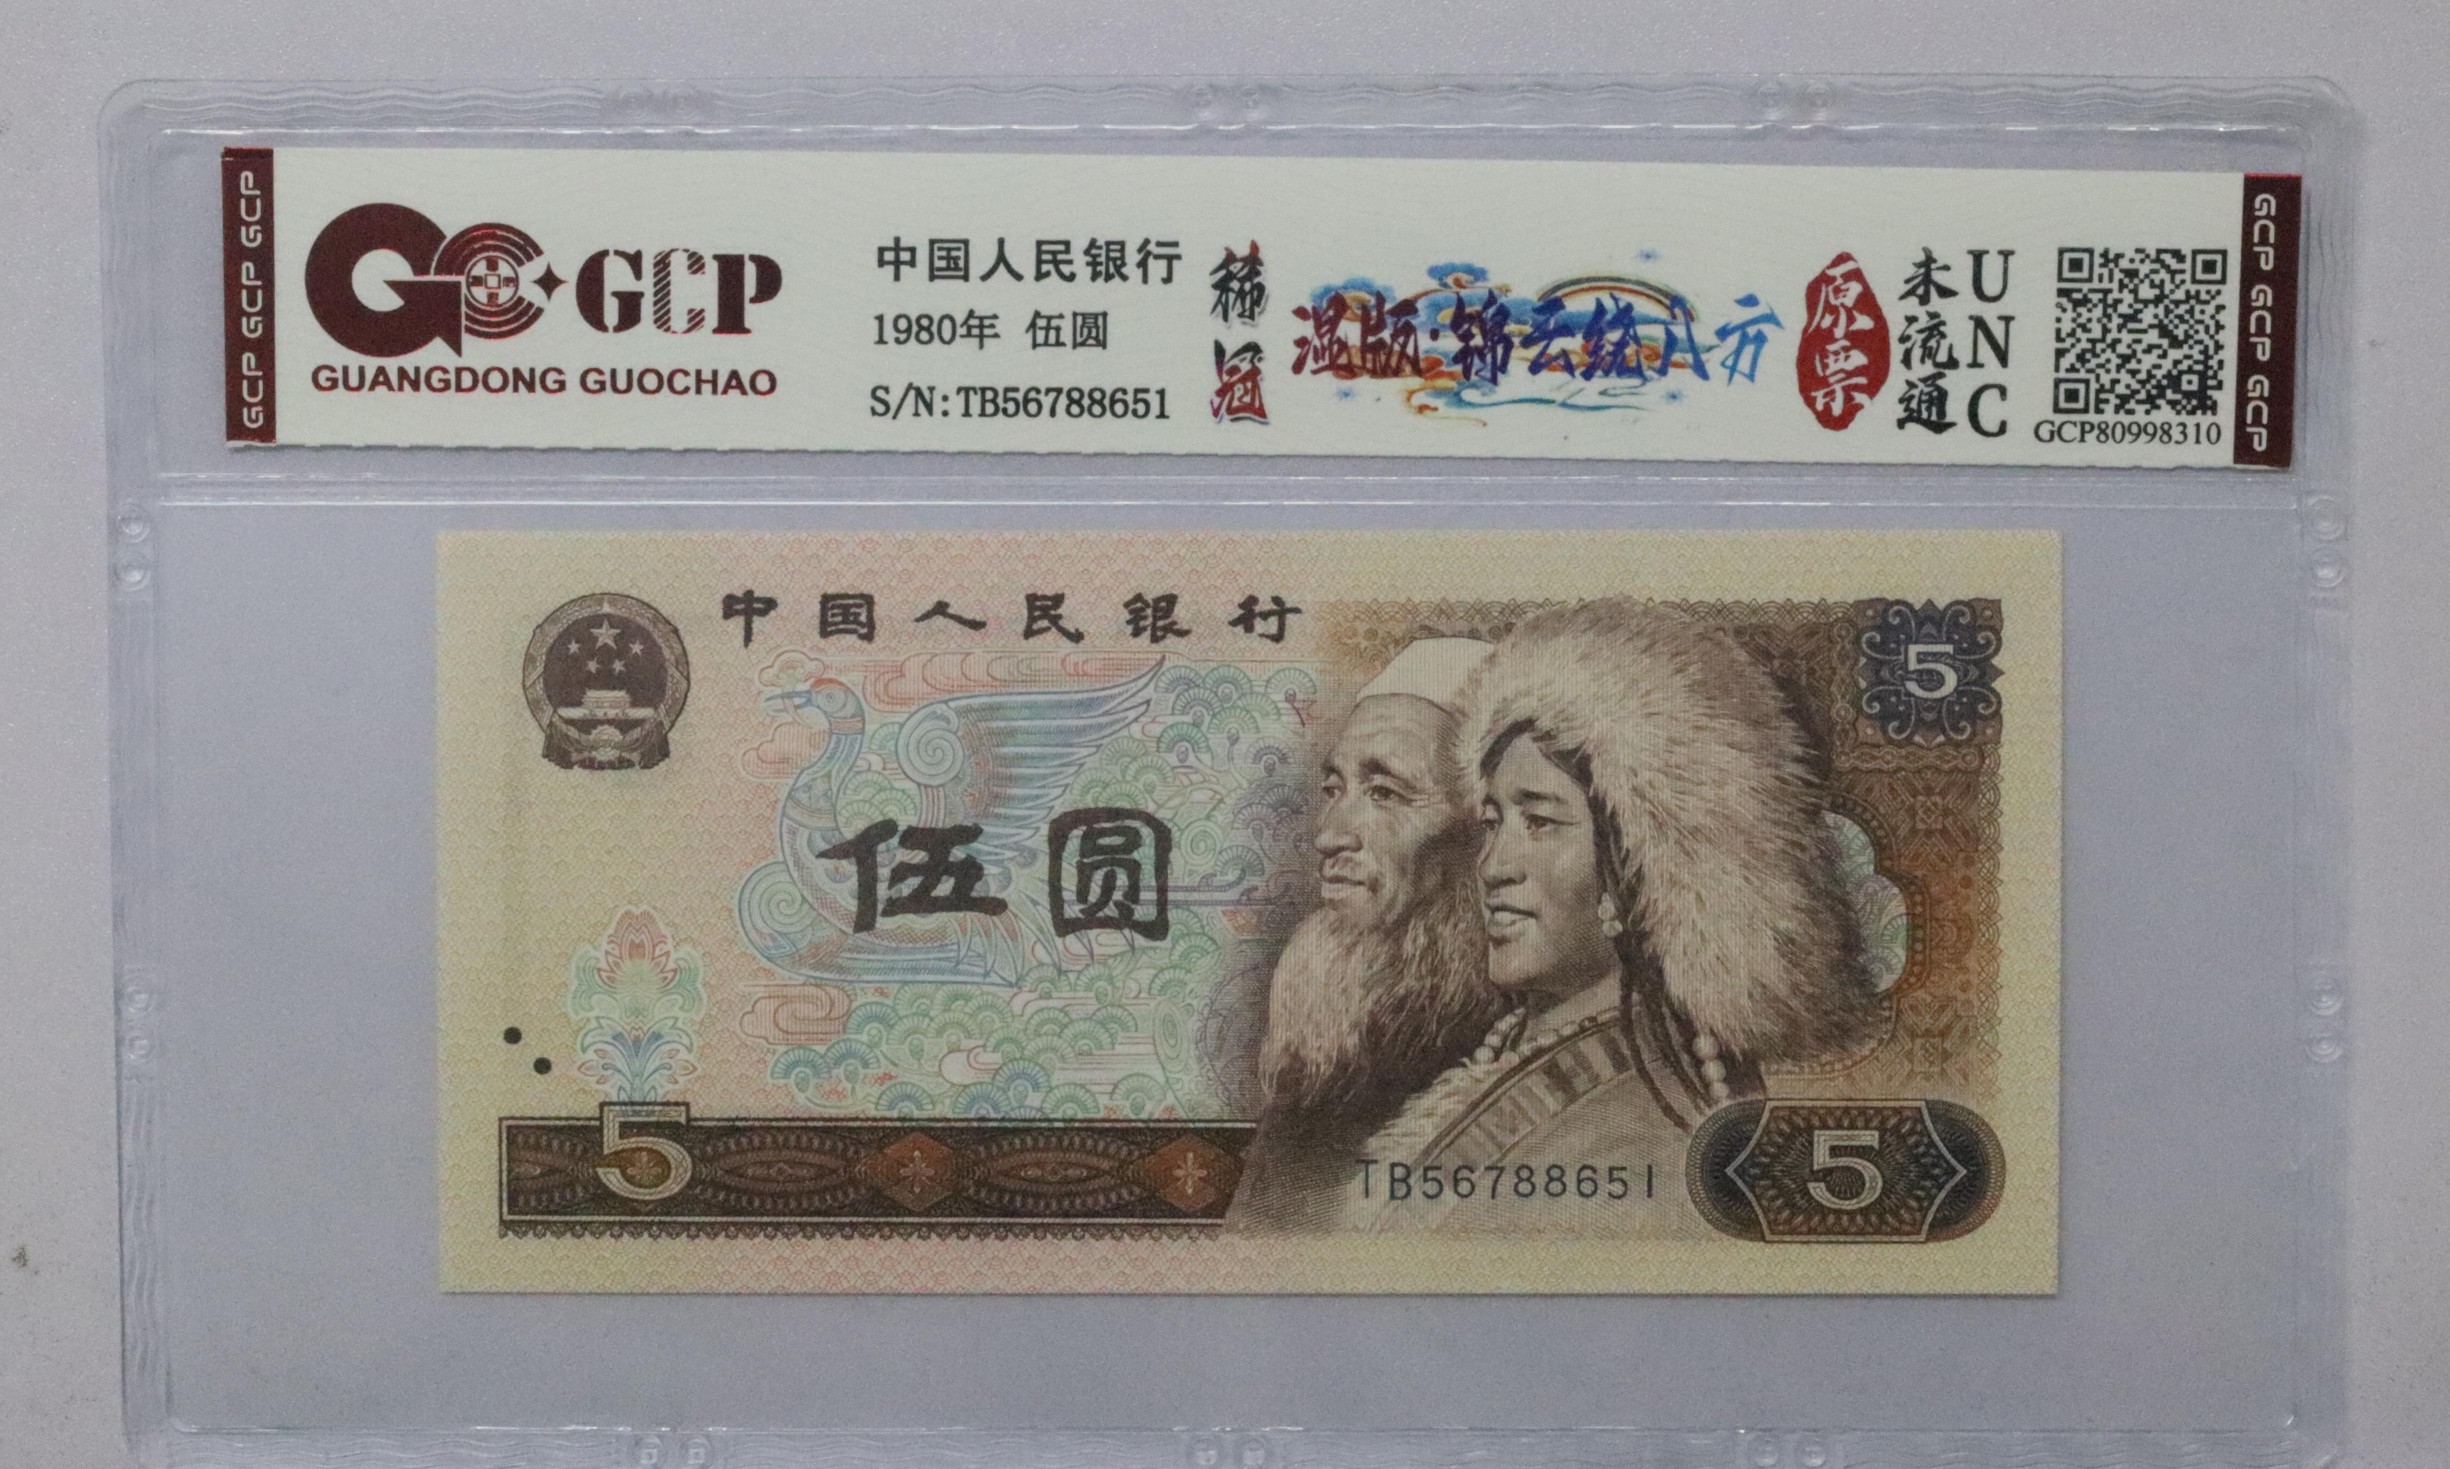 GCP GCP GCP
GCP
GUANGDONG GUOCHAO
中国人民银行
1980年 伍圆
S/N:TB56788651
稀冠
湿版·锦云绕八方
原票
未流通
UNC
GCP80998310
GCP GCP GCP
中国人民银行
5
伍圆
5
TB56788651
5